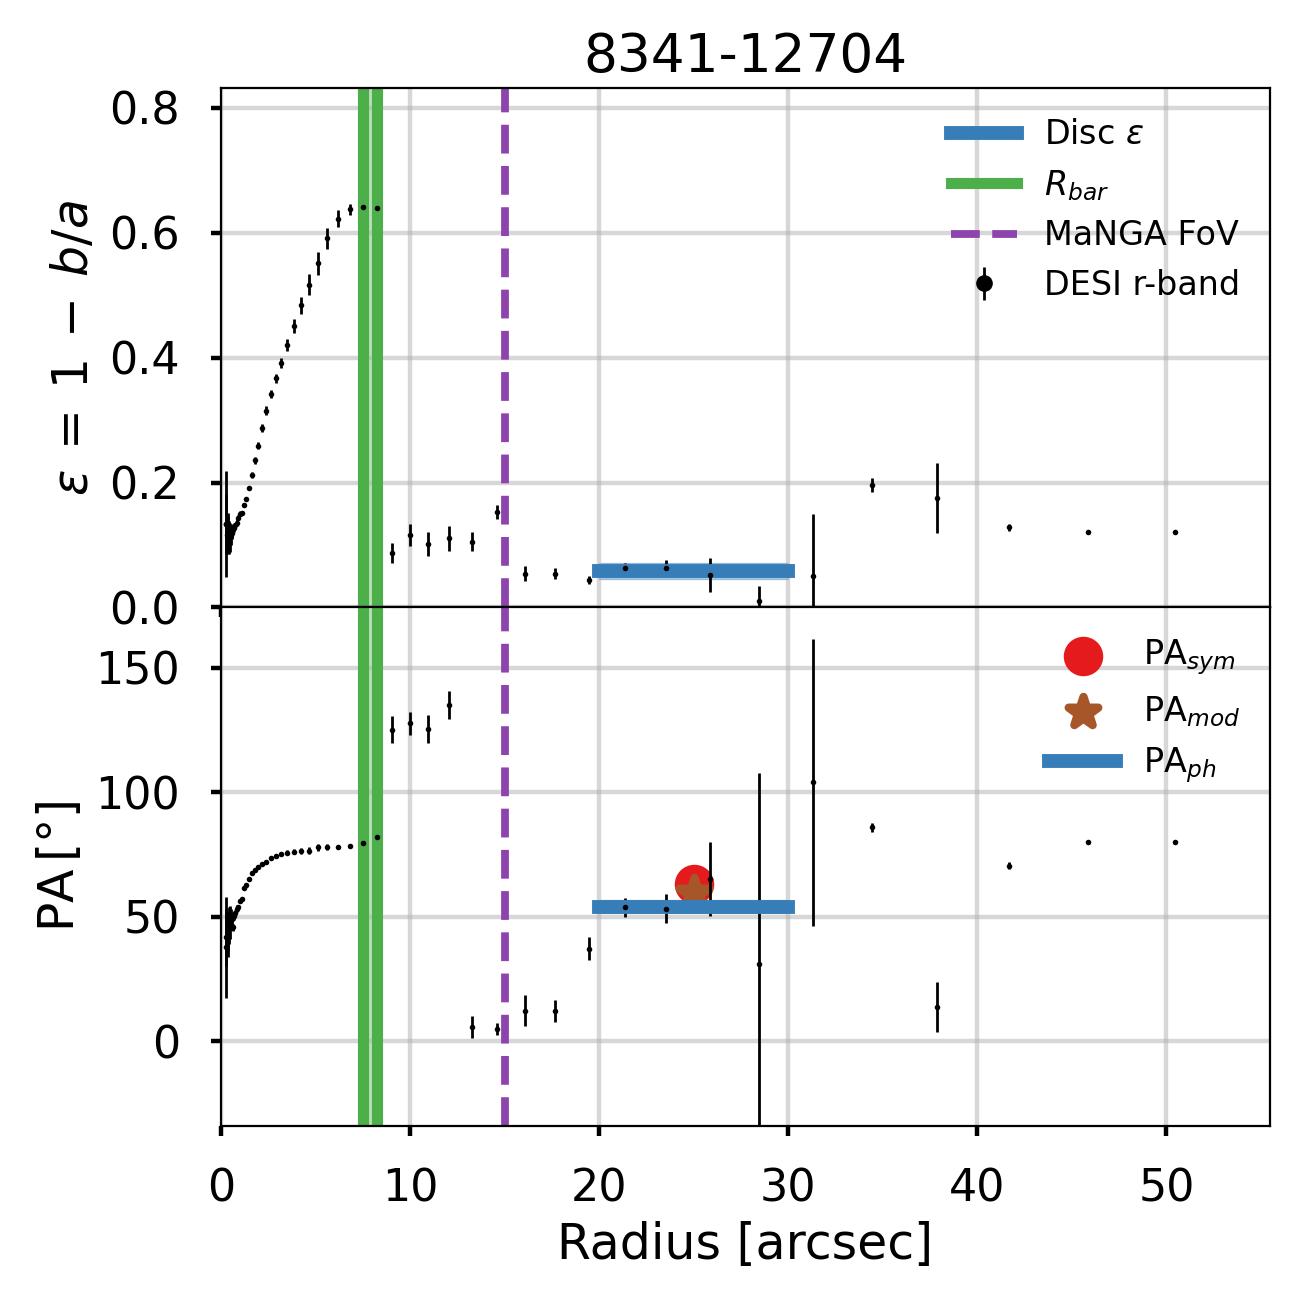 8341-12704
0.8
0.6
0.4
0.2
0.0
ε = 1 − b/a
Disc ε
R_bar
MaNGA FoV
DESI r-band
150
100
50
0
PA [°]
PA_sym
PA_mod
PA_ph
0 10 20 30 40 50
Radius [arcsec]